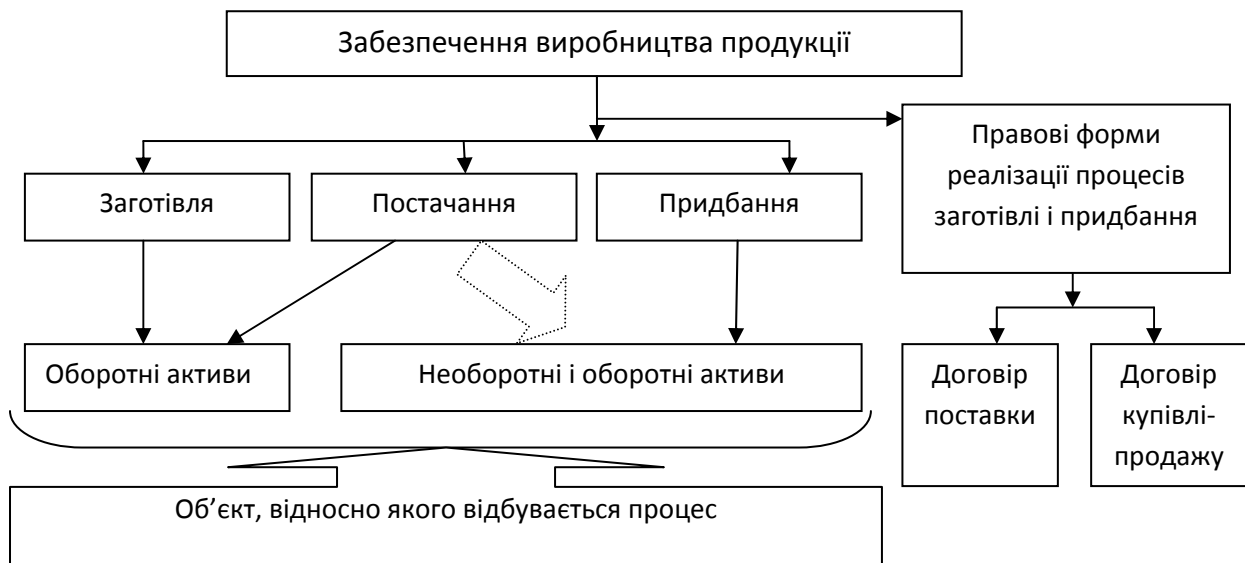 Забезпечення виробництва продукції
Правові форми
реалізації процесів
заготівлі і придбання
Заготівля
Постачання
Придбання
Оборотні активи
Необоротні і оборотні активи
Договір
поставки
Договір
купівлі-
продажу
Об’єкт, відносно якого відбувається процес